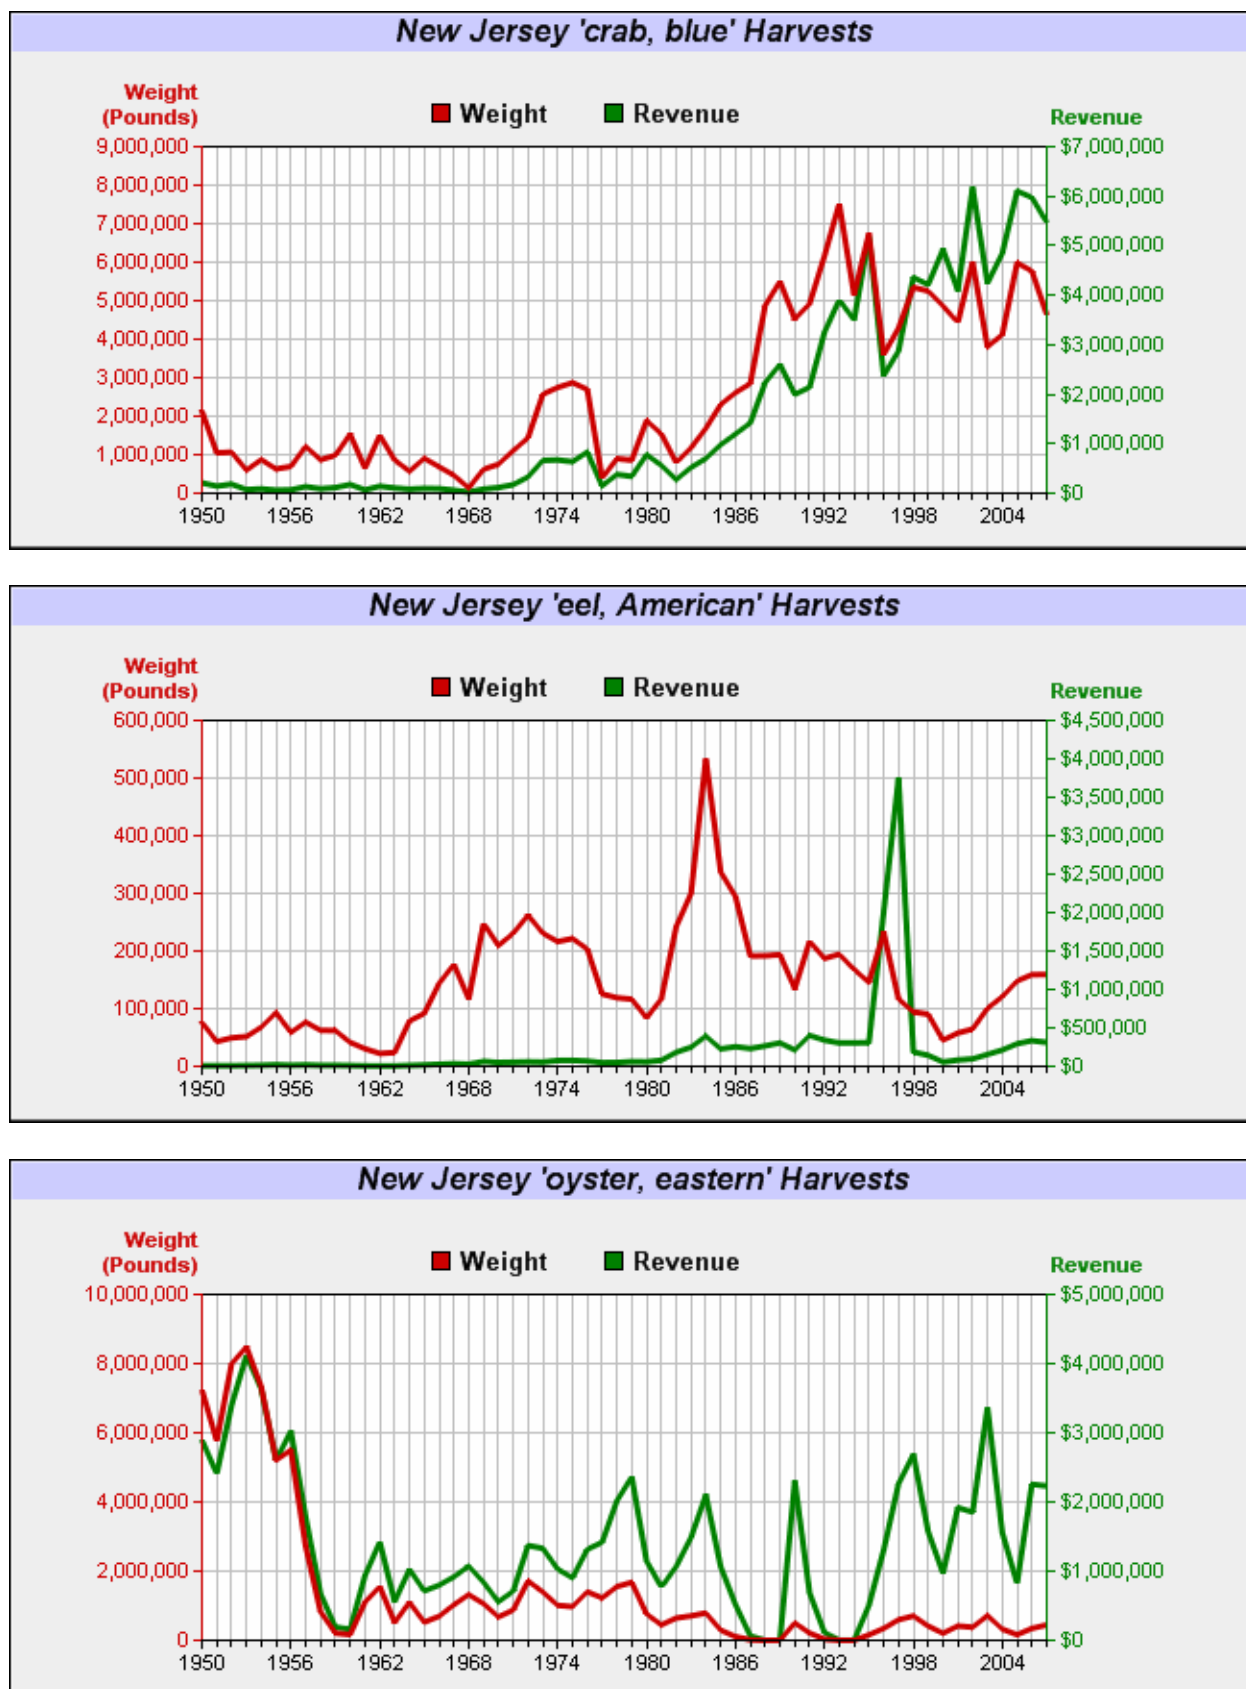 New Jersey 'crab, blue' Harvests
Weight
(Pounds)
Weight
Revenue
Revenue
9,000,000
8,000,000
7,000,000
6,000,000
5,000,000
4,000,000
3,000,000
2,000,000
1,000,000
0
$7,000,000
$6,000,000
$5,000,000
$4,000,000
$3,000,000
$2,000,000
$1,000,000
$0
1950 1956 1962 1968 1974 1980 1986 1992 1998 2004
New Jersey 'eel, American' Harvests
Weight
(Pounds)
Weight
Revenue
Revenue
600,000
500,000
400,000
300,000
200,000
100,000
0
$4,500,000
$4,000,000
$3,500,000
$3,000,000
$2,500,000
$2,000,000
$1,500,000
$1,000,000
$500,000
$0
1950 1956 1962 1968 1974 1980 1986 1992 1998 2004
New Jersey 'oyster, eastern' Harvests
Weight
(Pounds)
Weight
Revenue
Revenue
10,000,000
8,000,000
6,000,000
4,000,000
2,000,000
0
$5,000,000
$4,000,000
$3,000,000
$2,000,000
$1,000,000
$0
1950 1956 1962 1968 1974 1980 1986 1992 1998 2004